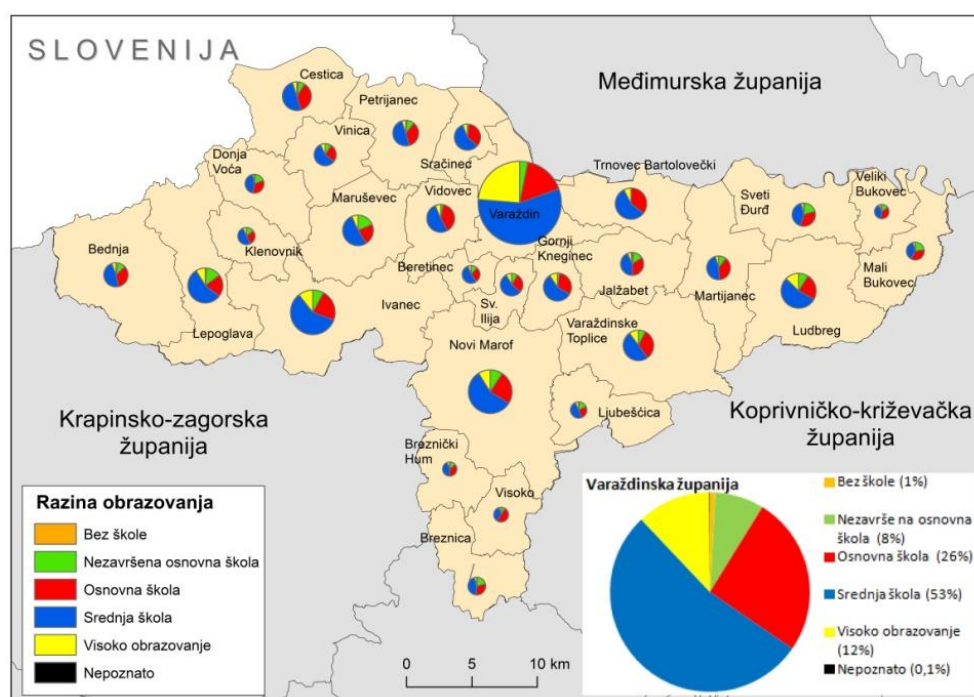 SLOVENIJA
Međimurska županija
Cestica
Petrijanec
Vinica
Sračinec
Donja
Voća
Maruševec
Vidovec
Trnovec Bartolovečki
Varaždin
Sveti
Đurđ
Veliki
Bukovec
Bednja
Klenovnik
Beretinec
Gornji
Kneginec
Jalžabet
Martijanec
Mali
Bukovec
Lepoglava
Ivanec
Sv.
Ilija
Varaždinske
Toplice
Ludbreg
Novi Marof
Krapinsko-zagorska
županija
Ljubešćica
Koprivničko-križevačka
županija
Breznički
Hum
Visoko
Breznica
Razina obrazovanja
Bez škole
Nezavršena osnovna škola
Osnovna škola
Srednja škola
Visoko obrazovanje
Nepoznato
0 5 10 km
Varaždinska županija
Bez škole (1%)
Nezavrše na osnovna
škola (8%)
Osnovna škola (26%)
Srednja škola (53%)
Visoko obrazovanje
(12%)
Nepoznato (0,1%)